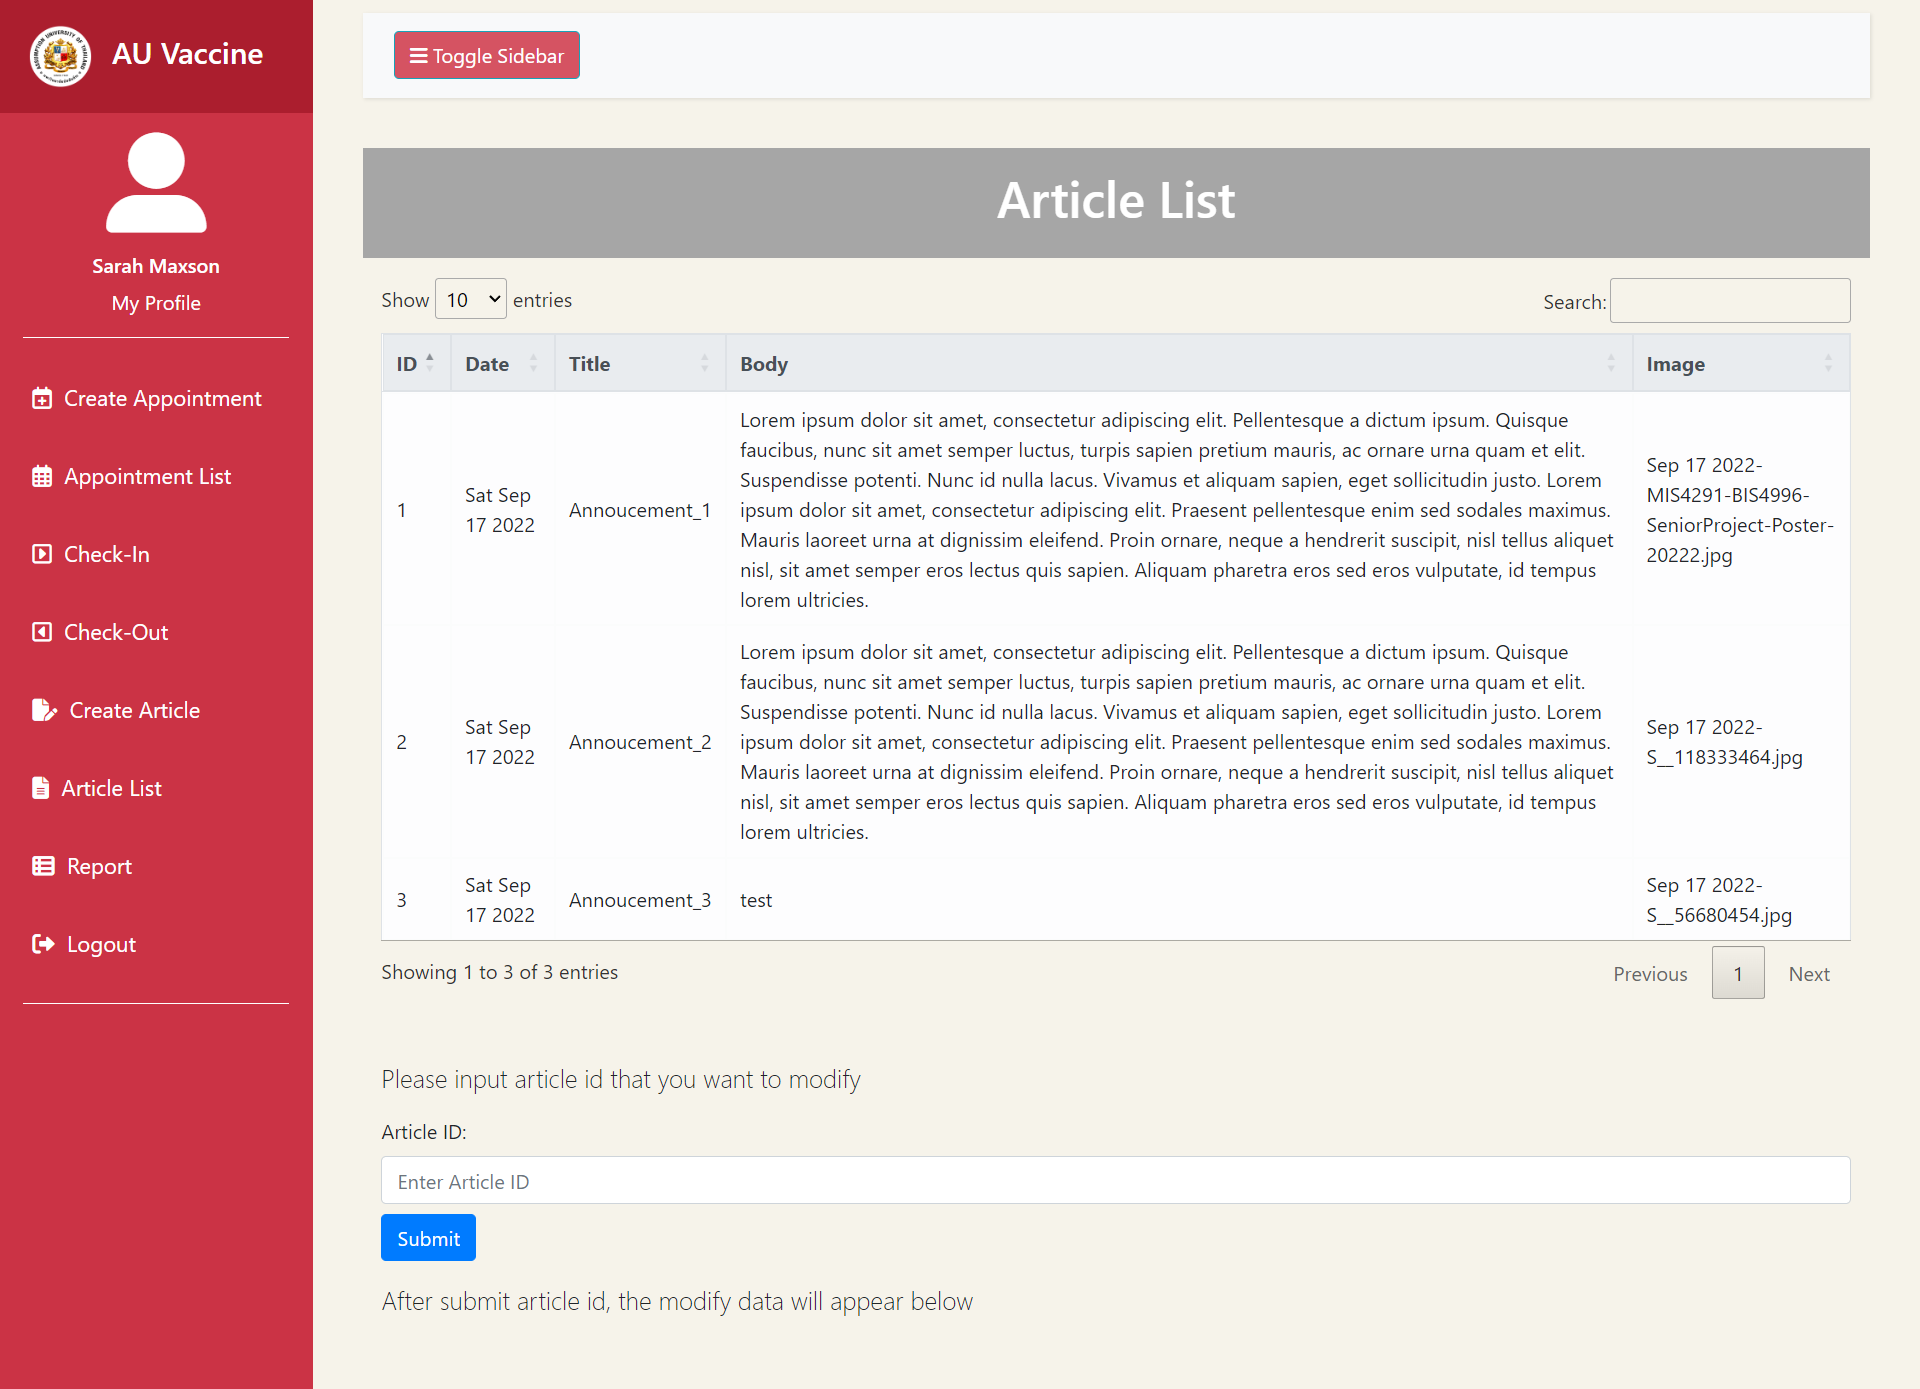 AU Vaccine
Sarah Maxson
My Profile
Create Appointment
Appointment List
Check-In
Check-Out
Create Article
Article List
Report
Logout
Toggle Sidebar
Article List
Show 10 entries
Search:
ID Date Title Body Image
1
Sat Sep
17 2022
Annoucement_1
Lorem ipsum dolor sit amet, consectetur adipiscing elit. Pellentesque a dictum ipsum. Quisque
faucibus, nunc sit amet semper luctus, turpis sapien pretium mauris, ac ornare urna quam et elit.
Suspendisse potenti. Nunc id nulla lacus. Vivamus et aliquam sapien, eget sollicitudin justo. Lorem
ipsum dolor sit amet, consectetur adipiscing elit. Praesent pellentesque enim sed sodales maximus.
Mauris laoreet urna at dignissim eleifend. Proin ornare, neque a hendrerit suscipit, nisl tellus aliquet
nisl, sit amet semper eros lectus quis sapien. Aliquam pharetra eros sed eros vulputate, id tempus
lorem ultricies.
Sep 17 2022-
MIS4291-BIS4996-
SeniorProject-Poster-
20222.jpg
2
Sat Sep
17 2022
Annoucement_2
Lorem ipsum dolor sit amet, consectetur adipiscing elit. Pellentesque a dictum ipsum. Quisque
faucibus, nunc sit amet semper luctus, turpis sapien pretium mauris, ac ornare urna quam et elit.
Suspendisse potenti. Nunc id nulla lacus. Vivamus et aliquam sapien, eget sollicitudin justo. Lorem
ipsum dolor sit amet, consectetur adipiscing elit. Praesent pellentesque enim sed sodales maximus.
Mauris laoreet urna at dignissim eleifend. Proin ornare, neque a hendrerit suscipit, nisl tellus aliquet
nisl, sit amet semper eros lectus quis sapien. Aliquam pharetra eros sed eros vulputate, id tempus
lorem ultricies.
Sep 17 2022-
S__118333464.jpg
3
Sat Sep
17 2022
Annoucement_3
test
Sep 17 2022-
S__56680454.jpg
Showing 1 to 3 of 3 entries
Previous 1 Next
Please input article id that you want to modify
Article ID:
Enter Article ID
Submit
After submit article id, the modify data will appear below